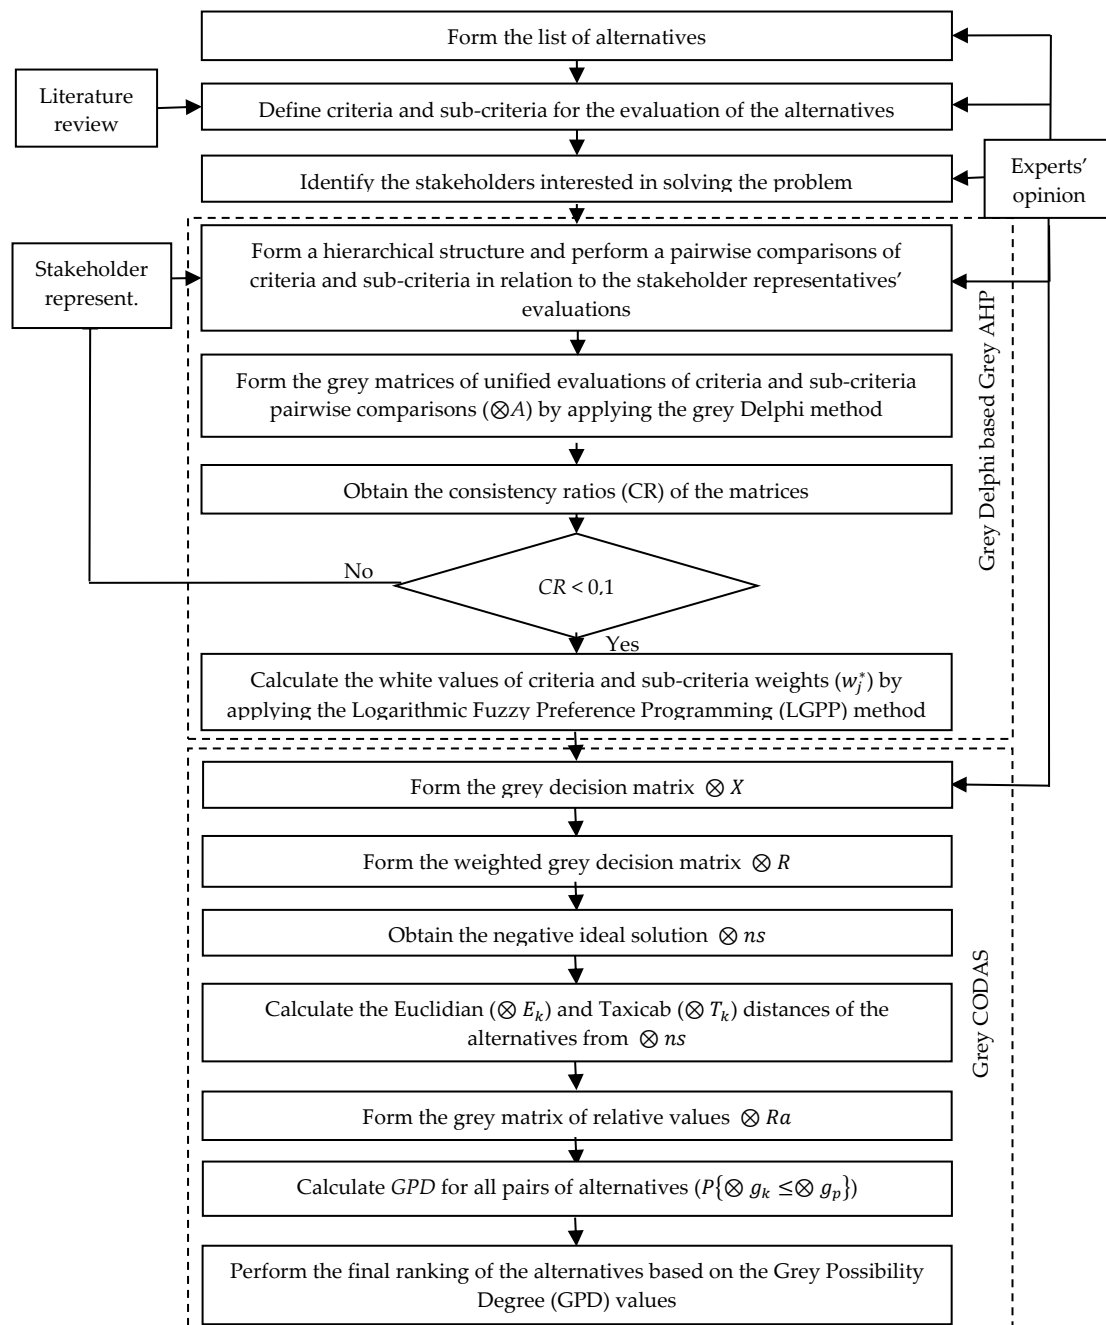 Form the list of alternatives
Literature
review
Define criteria and sub-criteria for the evaluation of the alternatives
Experts’
opinion
Identify the stakeholders interested in solving the problem
Stakeholder
represent.
Form a hierarchical structure and perform a pairwise comparisons of
criteria and sub-criteria in relation to the stakeholder representatives’
evaluations
Grey Delphi based Grey AHP
Form the grey matrices of unified evaluations of criteria and sub-criteria
pairwise comparisons (⊗A) by applying the grey Delphi method
Obtain the consistency ratios (CR) of the matrices
No
CR < 0,1
Yes
Calculate the white values of criteria and sub-criteria weights (w_j^*) by
applying the Logarithmic Fuzzy Preference Programming (LGPP) method
Form the grey decision matrix ⊗ X
Form the weighted grey decision matrix ⊗ R
Obtain the negative ideal solution ⊗ ns
Grey CODAS
Calculate the Euclidian (⊗ E_k) and Taxicab (⊗ T_k) distances of the
alternatives from ⊗ ns
Form the grey matrix of relative values ⊗ Ra
Calculate GPD for all pairs of alternatives (P{⊗ g_k ≤⊗ g_p})
Perform the final ranking of the alternatives based on the Grey Possibility
Degree (GPD) values